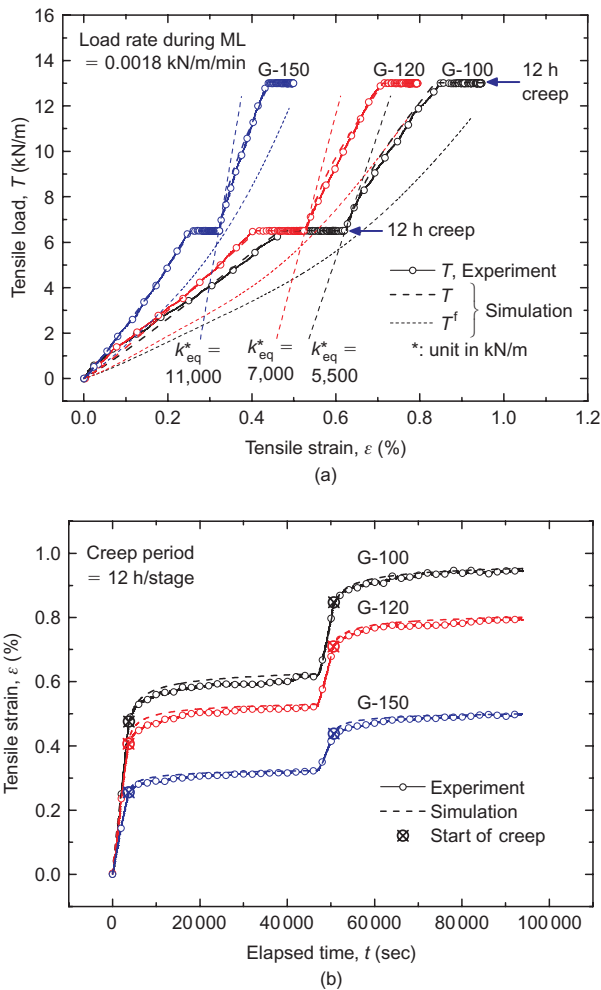 Load rate during ML
= 0.0018 kN/m/min
G-150
G-120
G-100
12 h
creep
12 h creep
T, Experiment
T
Tᶠ
Simulation
*: unit in kN/m
k*eq =
11,000
k*eq =
7,000
k*eq =
5,500
16
14
12
10
8
6
4
2
0
Tensile load, T (kN/m)
0.0 0.2 0.4 0.6 0.8 1.0 1.2
Tensile strain, ε (%)
(a)
Creep period
= 12 h/stage
G-100
G-120
G-150
Experiment
Simulation
Start of creep
1.0
0.8
0.6
0.4
0.2
0.0
Tensile strain, ε (%)
0 20 000 40 000 60 000 80 000 100 000
Elapsed time, t (sec)
(b)